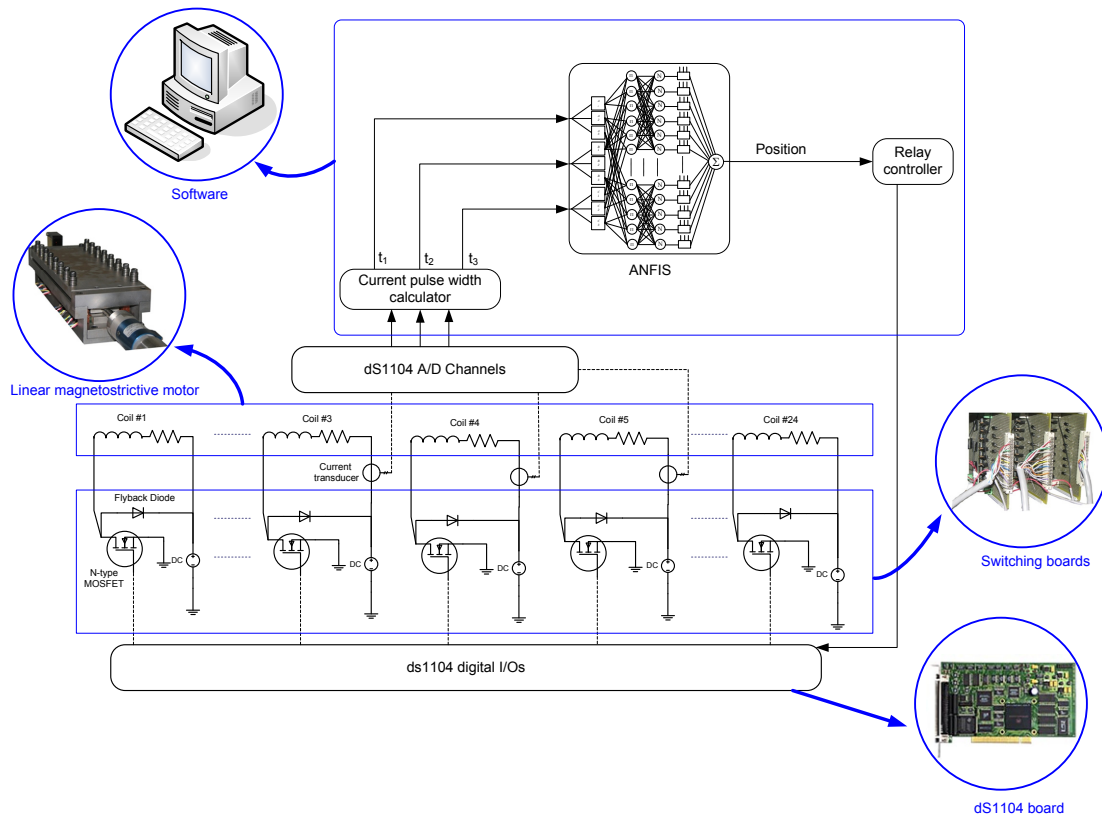 Software
Position
Relay
controller
ANFIS
t1
t2
t3
Current pulse width
calculator
dS1104 A/D Channels
Linear magnetostrictive motor
Coil #1
Coil #3
Coil #4
Coil #5
Coil #24
Current
transducer
Flyback Diode
N-type
MOSFET
DC
DC
DC
DC
DC
Switching boards
ds1104 digital I/Os
dS1104 board
Σ
N
N
N
N
N
N
N
N
N
N
N